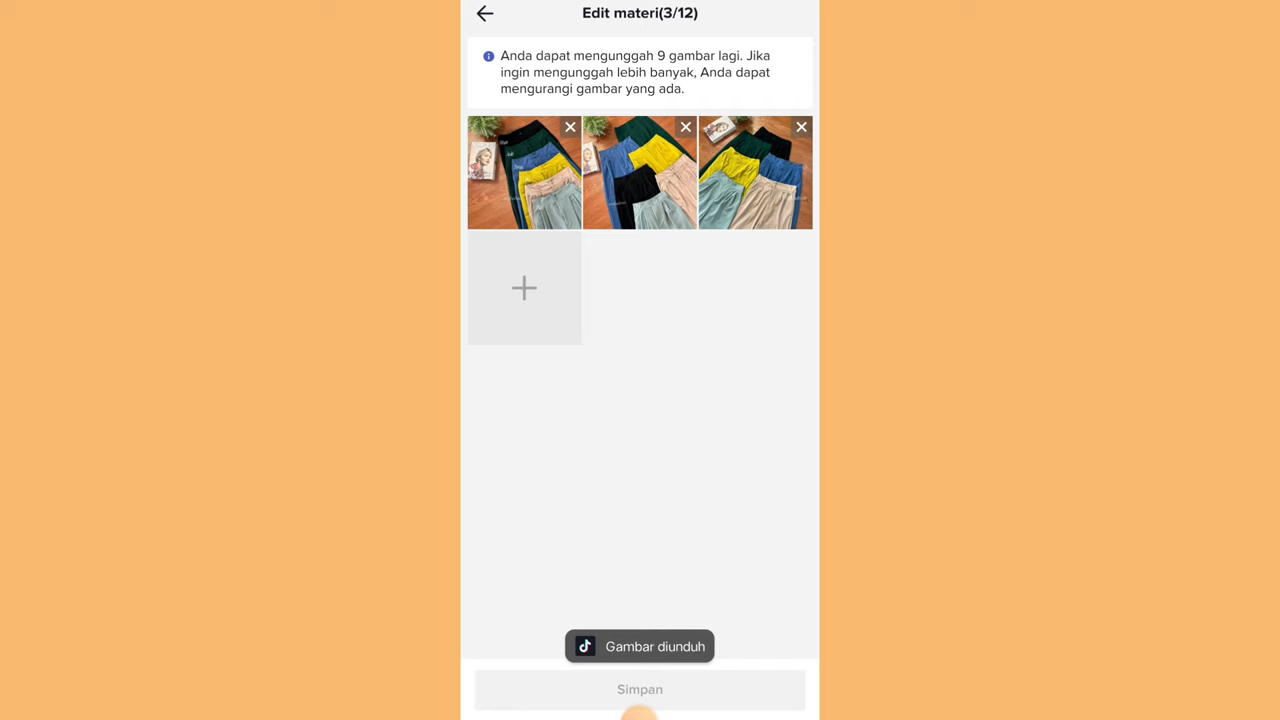 Edit materi(3/12)
Anda dapat mengunggah 9 gambar lagi. Jika
ingin mengunggah lebih banyak, Anda dapat
mengurangi gambar yang ada.
Gambar diunduh
Simpan